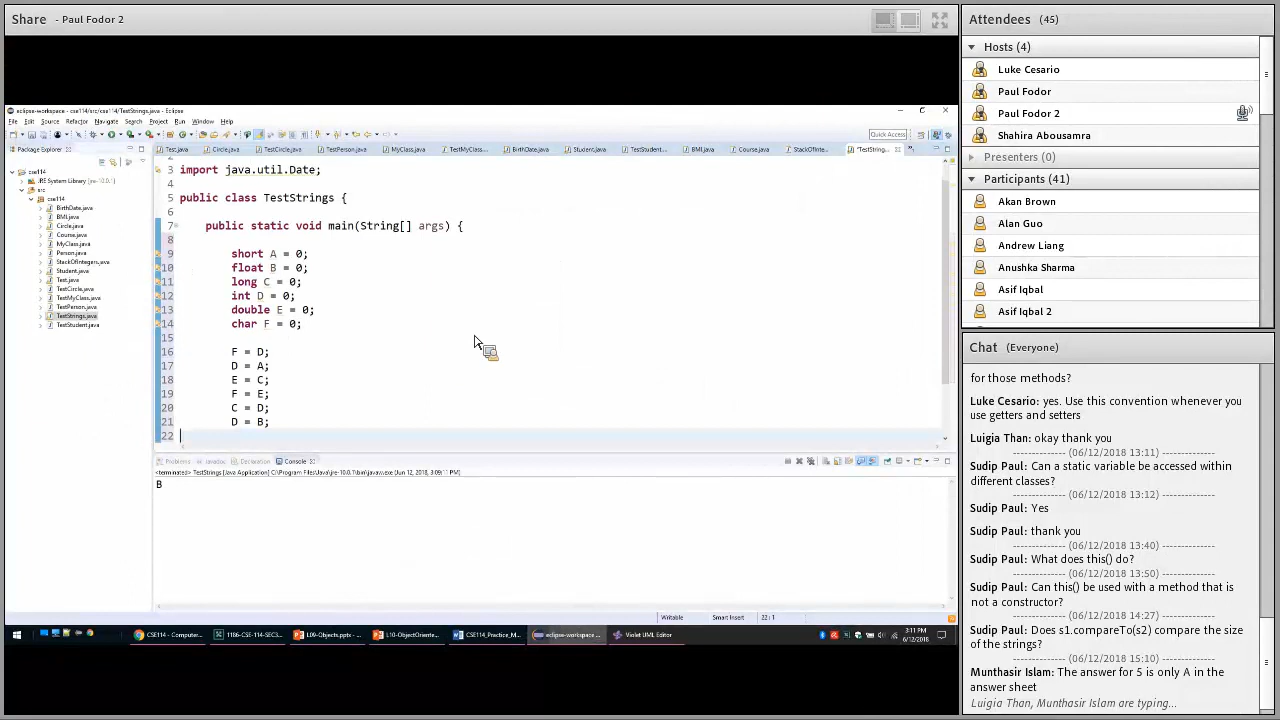 Share - Paul Fodor 2
eclipse-workspace - cse114/src/cse114/TestStrings.java - Eclipse
File Edit Source Refactor Navigate Search Project Run Window Help
Quick Access
Package Explorer
Test.java Circle.java TestCircle.java TestPerson.java MyClass.java TestMyClass... BirthDate.java Student.java TestStudent... BMI.java Course.java StackOfInte... *TestString...
cse114
JRE System Library [jre-10.0.1]
src
cse114
BirthDate.java
BMI.java
Circle.java
Course.java
MyClass.java
Person.java
StackOfIntegers.java
Student.java
Test.java
TestCircle.java
TestMyClass.java
TestPerson.java
TestStrings.java
TestStudent.java
3 import java.util.Date;
4
5 public class TestStrings {
6
7 public static void main(String[] args) {
8
9 short A = 0;
10 float B = 0;
11 long C = 0;
12 int D = 0;
13 double E = 0;
14 char F = 0;
15
16 F = D;
17 D = A;
18 E = C;
19 F = E;
20 C = D;
21 D = B;
22
Problems Javadoc Declaration Console
<terminated> TestStrings [Java Application] C:\Program Files\Java\jre-10.0.1\bin\javaw.exe (Jun 12, 2018, 3:09:11 PM)
B
Writable Smart Insert 22 : 1
CSE114 - Computer... 1186-CSE-114-SEC3... L09-Objects.pptx - ... L10-ObjectOriente... CSE114_Practice_M... eclipse-workspace ... Violet UML Editor
3:11 PM
6/12/2018
Attendees (45)
Hosts (4)
Luke Cesario
Paul Fodor
Paul Fodor 2
Shahira Abousamra
Presenters (0)
Participants (41)
Akan Brown
Alan Guo
Andrew Liang
Anushka Sharma
Asif Iqbal
Asif Iqbal 2
Chat (Everyone)
for those methods?
Luke Cesario: yes. Use this convention whenever you
use getters and setters
Luigia Than: okay thank you
------------ (06/12/2018 13:11) --------------
Sudip Paul: Can a static variable be accessed within
different classes?
------------ (06/12/2018 13:12) --------------
Sudip Paul: Yes
Sudip Paul: thank you
------------ (06/12/2018 13:40) --------------
Sudip Paul: What does this() do?
------------ (06/12/2018 13:50) --------------
Sudip Paul: Can this() be used with a method that is
not a constructor?
------------ (06/12/2018 14:27) --------------
Sudip Paul: Does s1.compareTo(s2) compare the size
of the strings?
------------ (06/12/2018 15:10) --------------
Munthasir Islam: The answer for 5 is only A in the
answer sheet
Luigia Than, Munthasir Islam are typing...